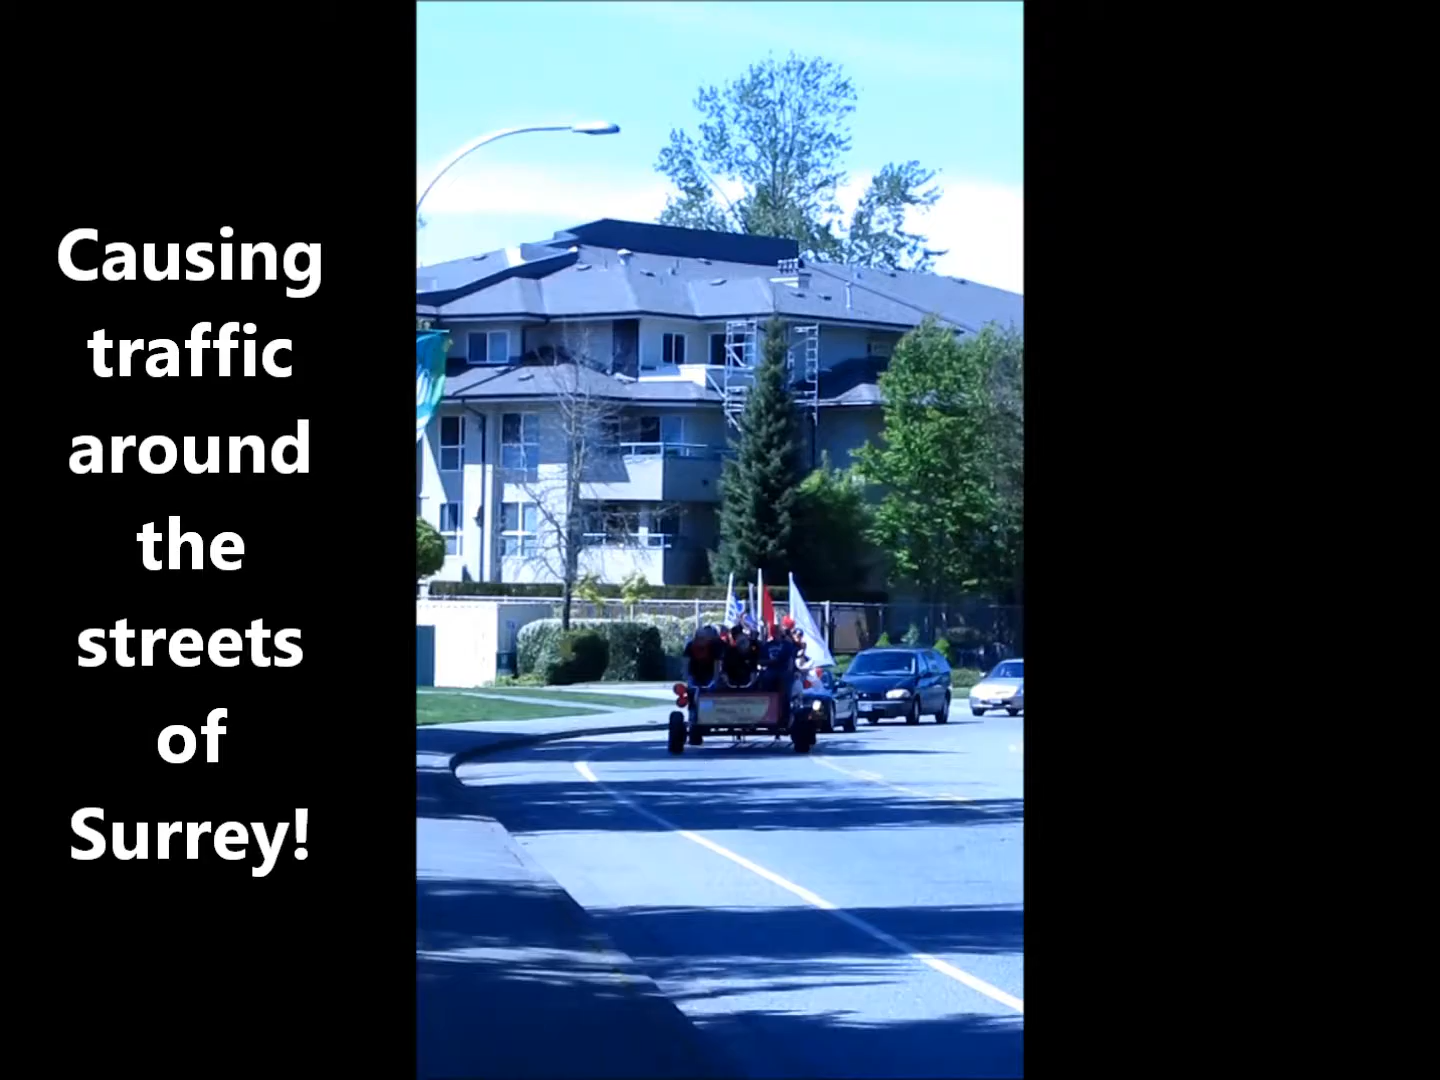 Causing
traffic
around
the
streets
of
Surrey!